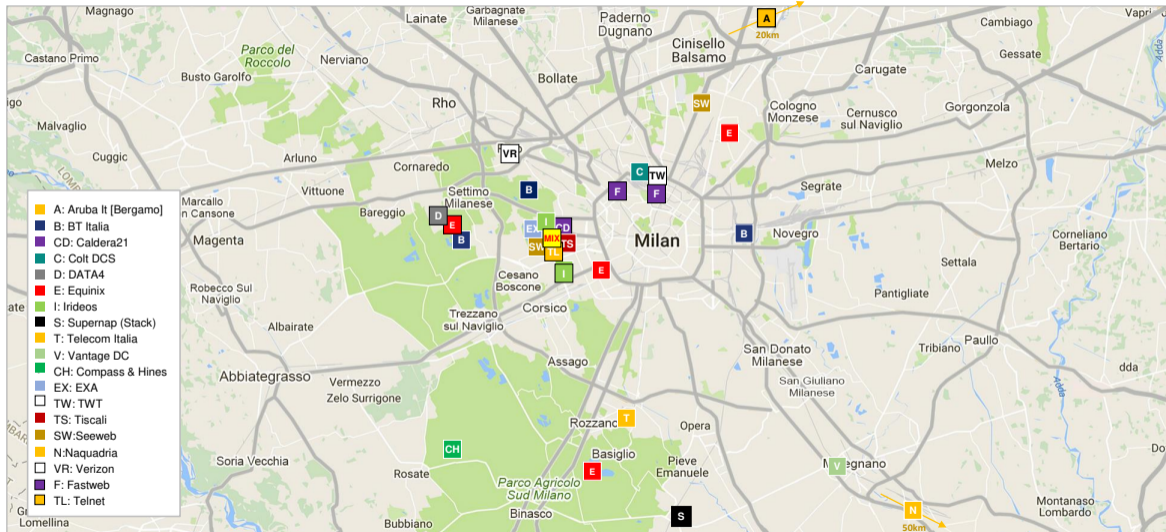 Magnago
Lainate
Garbagnate
Milanese
Paderno
Dugnano
A
20km
Vapri
Cambiago
Castano Primo
Parco del
Roccolo
Nerviano
Cinisello
Balsamo
Gessate
Adda
Busto Garolfo
Bollate
Carugate
Rho
SW
Cologno
Monzese
Cernusco
sul Naviglio
Gorgonzola
Malvaglio
E
Cuggic
Arluno
VR
Cornaredo
Melzo
C
TW
Vittuone
Settimo
Milanese
B
F
F
Segrate
Marcallo
Bareggio
D
E
B
I
EX
CD
MIX
SW
TS
TL
Milan
B
Novegro
Corneliano
Bertario
Magenta
Cesano
Boscone
I
E
Settala
Robecco Sul
Naviglio
Corsico
Pantigliate
Trezzano
sul Naviglio
Albairate
Paullo
Assago
San Donato
Milanese
Tribiano
Abbiategrasso
Vermezzo
Zelo Surrigone
San Giuliano
Milanese
dda
Adda
Rozzano
T
Opera
CH
Basiglio
Soria Vecchia
Rosate
E
Pieve
Emanuele
V
Parco Agricolo
Sud Milano
Binasco
S
N
50km
Montanaso
Lombardo
Bubbiano
Lomellina
A: Aruba It [Bergamo]
B: BT Italia
CD: Caldera21
C: Colt DCS
D: DATA4
E: Equinix
I: Irideos
S: Supernap (Stack)
T: Telecom Italia
V: Vantage DC
CH: Compass & Hines
EX: EXA
TW: TWT
TS: Tiscali
SW:Seeweb
N:Naquadria
VR: Verizon
F: Fastweb
TL: Telnet